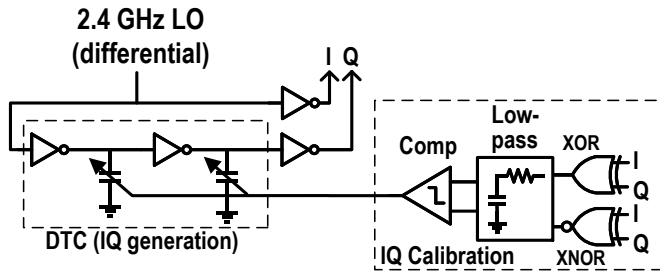 2.4 GHz LO
(differential)
I Q
DTC (IQ generation)
Comp
Low-
pass
XOR
I
Q
I
Q
XNOR
IQ Calibration